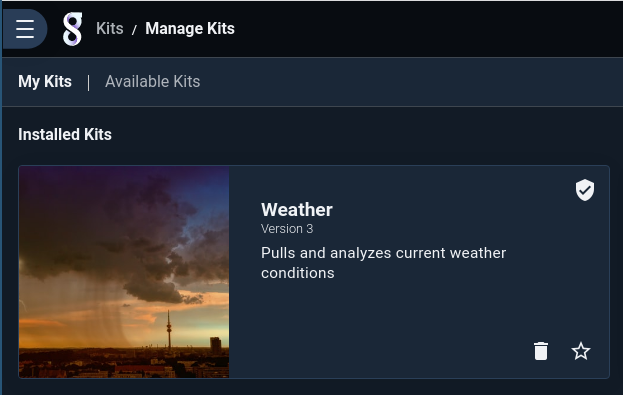 Kits / Manage Kits
My Kits | Available Kits
Installed Kits
Weather
Version 3
Pulls and analyzes current weather
conditions